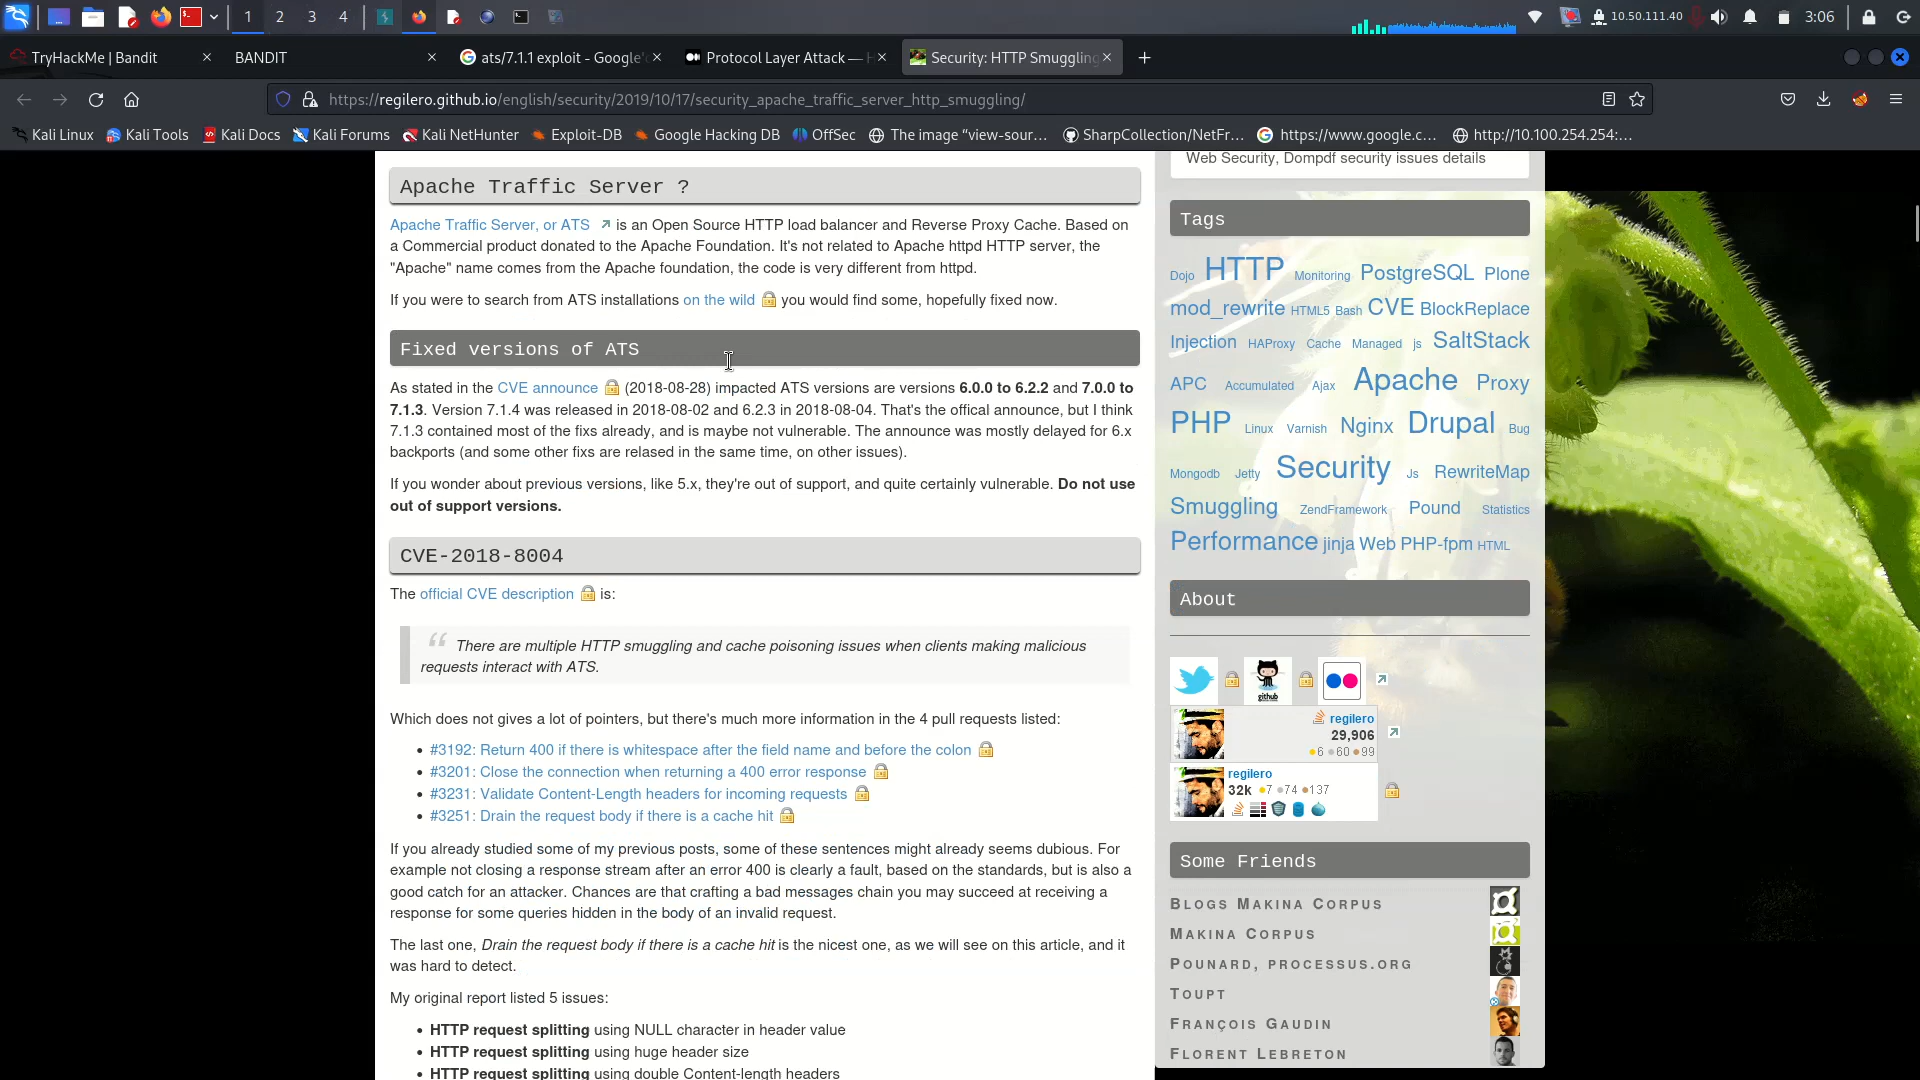 1 2 3 4 10.50.111.40 3:06
TryHackMe | Bandit
BANDIT
ats/7.1.1 exploit - Google
Protocol Layer Attack —
Security: HTTP Smuggling
https://regilero.github.io/english/security/2019/10/17/security_apache_traffic_server_http_smuggling/
Kali Linux Kali Tools Kali Docs Kali Forums Kali NetHunter Exploit-DB Google Hacking DB OffSec The image “view-sour… SharpCollection/NetFr… https://www.google.c… http://10.100.254.254:…
Apache Traffic Server ?
Apache Traffic Server, or ATS is an Open Source HTTP load balancer and Reverse Proxy Cache. Based on
a Commercial product donated to the Apache Foundation. It's not related to Apache httpd HTTP server, the
"Apache" name comes from the Apache foundation, the code is very different from httpd.
If you were to search from ATS installations on the wild you would find some, hopefully fixed now.
Fixed versions of ATS
As stated in the CVE announce (2018-08-28) impacted ATS versions are versions 6.0.0 to 6.2.2 and 7.0.0 to
7.1.3. Version 7.1.4 was released in 2018-08-02 and 6.2.3 in 2018-08-04. That's the offical announce, but I think
7.1.3 contained most of the fixs already, and is maybe not vulnerable. The announce was mostly delayed for 6.x
backports (and some other fixs are relased in the same time, on other issues).
If you wonder about previous versions, like 5.x, they're out of support, and quite certainly vulnerable. Do not use
out of support versions.
CVE-2018-8004
The official CVE description is:
“ There are multiple HTTP smuggling and cache poisoning issues when clients making malicious
requests interact with ATS.
Which does not gives a lot of pointers, but there's much more information in the 4 pull requests listed:
• #3192: Return 400 if there is whitespace after the field name and before the colon
• #3201: Close the connection when returning a 400 error response
• #3231: Validate Content-Length headers for incoming requests
• #3251: Drain the request body if there is a cache hit
If you already studied some of my previous posts, some of these sentences might already seems dubious. For
example not closing a response stream after an error 400 is clearly a fault, based on the standards, but is also a
good catch for an attacker. Chances are that crafting a bad messages chain you may succeed at receiving a
response for some queries hidden in the body of an invalid request.
The last one, Drain the request body if there is a cache hit is the nicest one, as we will see on this article, and it
was hard to detect.
My original report listed 5 issues:
• HTTP request splitting using NULL character in header value
• HTTP request splitting using huge header size
• HTTP request splitting using double Content-length headers
Web Security, Dompdf security issues details
Tags
Dojo HTTP Monitoring PostgreSQL Plone
mod_rewrite HTML5 Bash CVE BlockReplace
Injection HAProxy Cache Managed js SaltStack
APC Accumulated Ajax Apache Proxy
PHP Linux Varnish Nginx Drupal Bug
Mongodb Jetty Security Js RewriteMap
Smuggling ZendFramework Pound Statistics
Performance jinja Web PHP-fpm HTML
About
github
regilero
29,906
6 60 99
regilero
32k 7 74 137
Some Friends
BLOGS MAKINA CORPUS
MAKINA CORPUS
POUNARD, PROCESSUS.ORG
TOUPT
FRANÇOIS GAUDIN
FLORENT LEBRETON